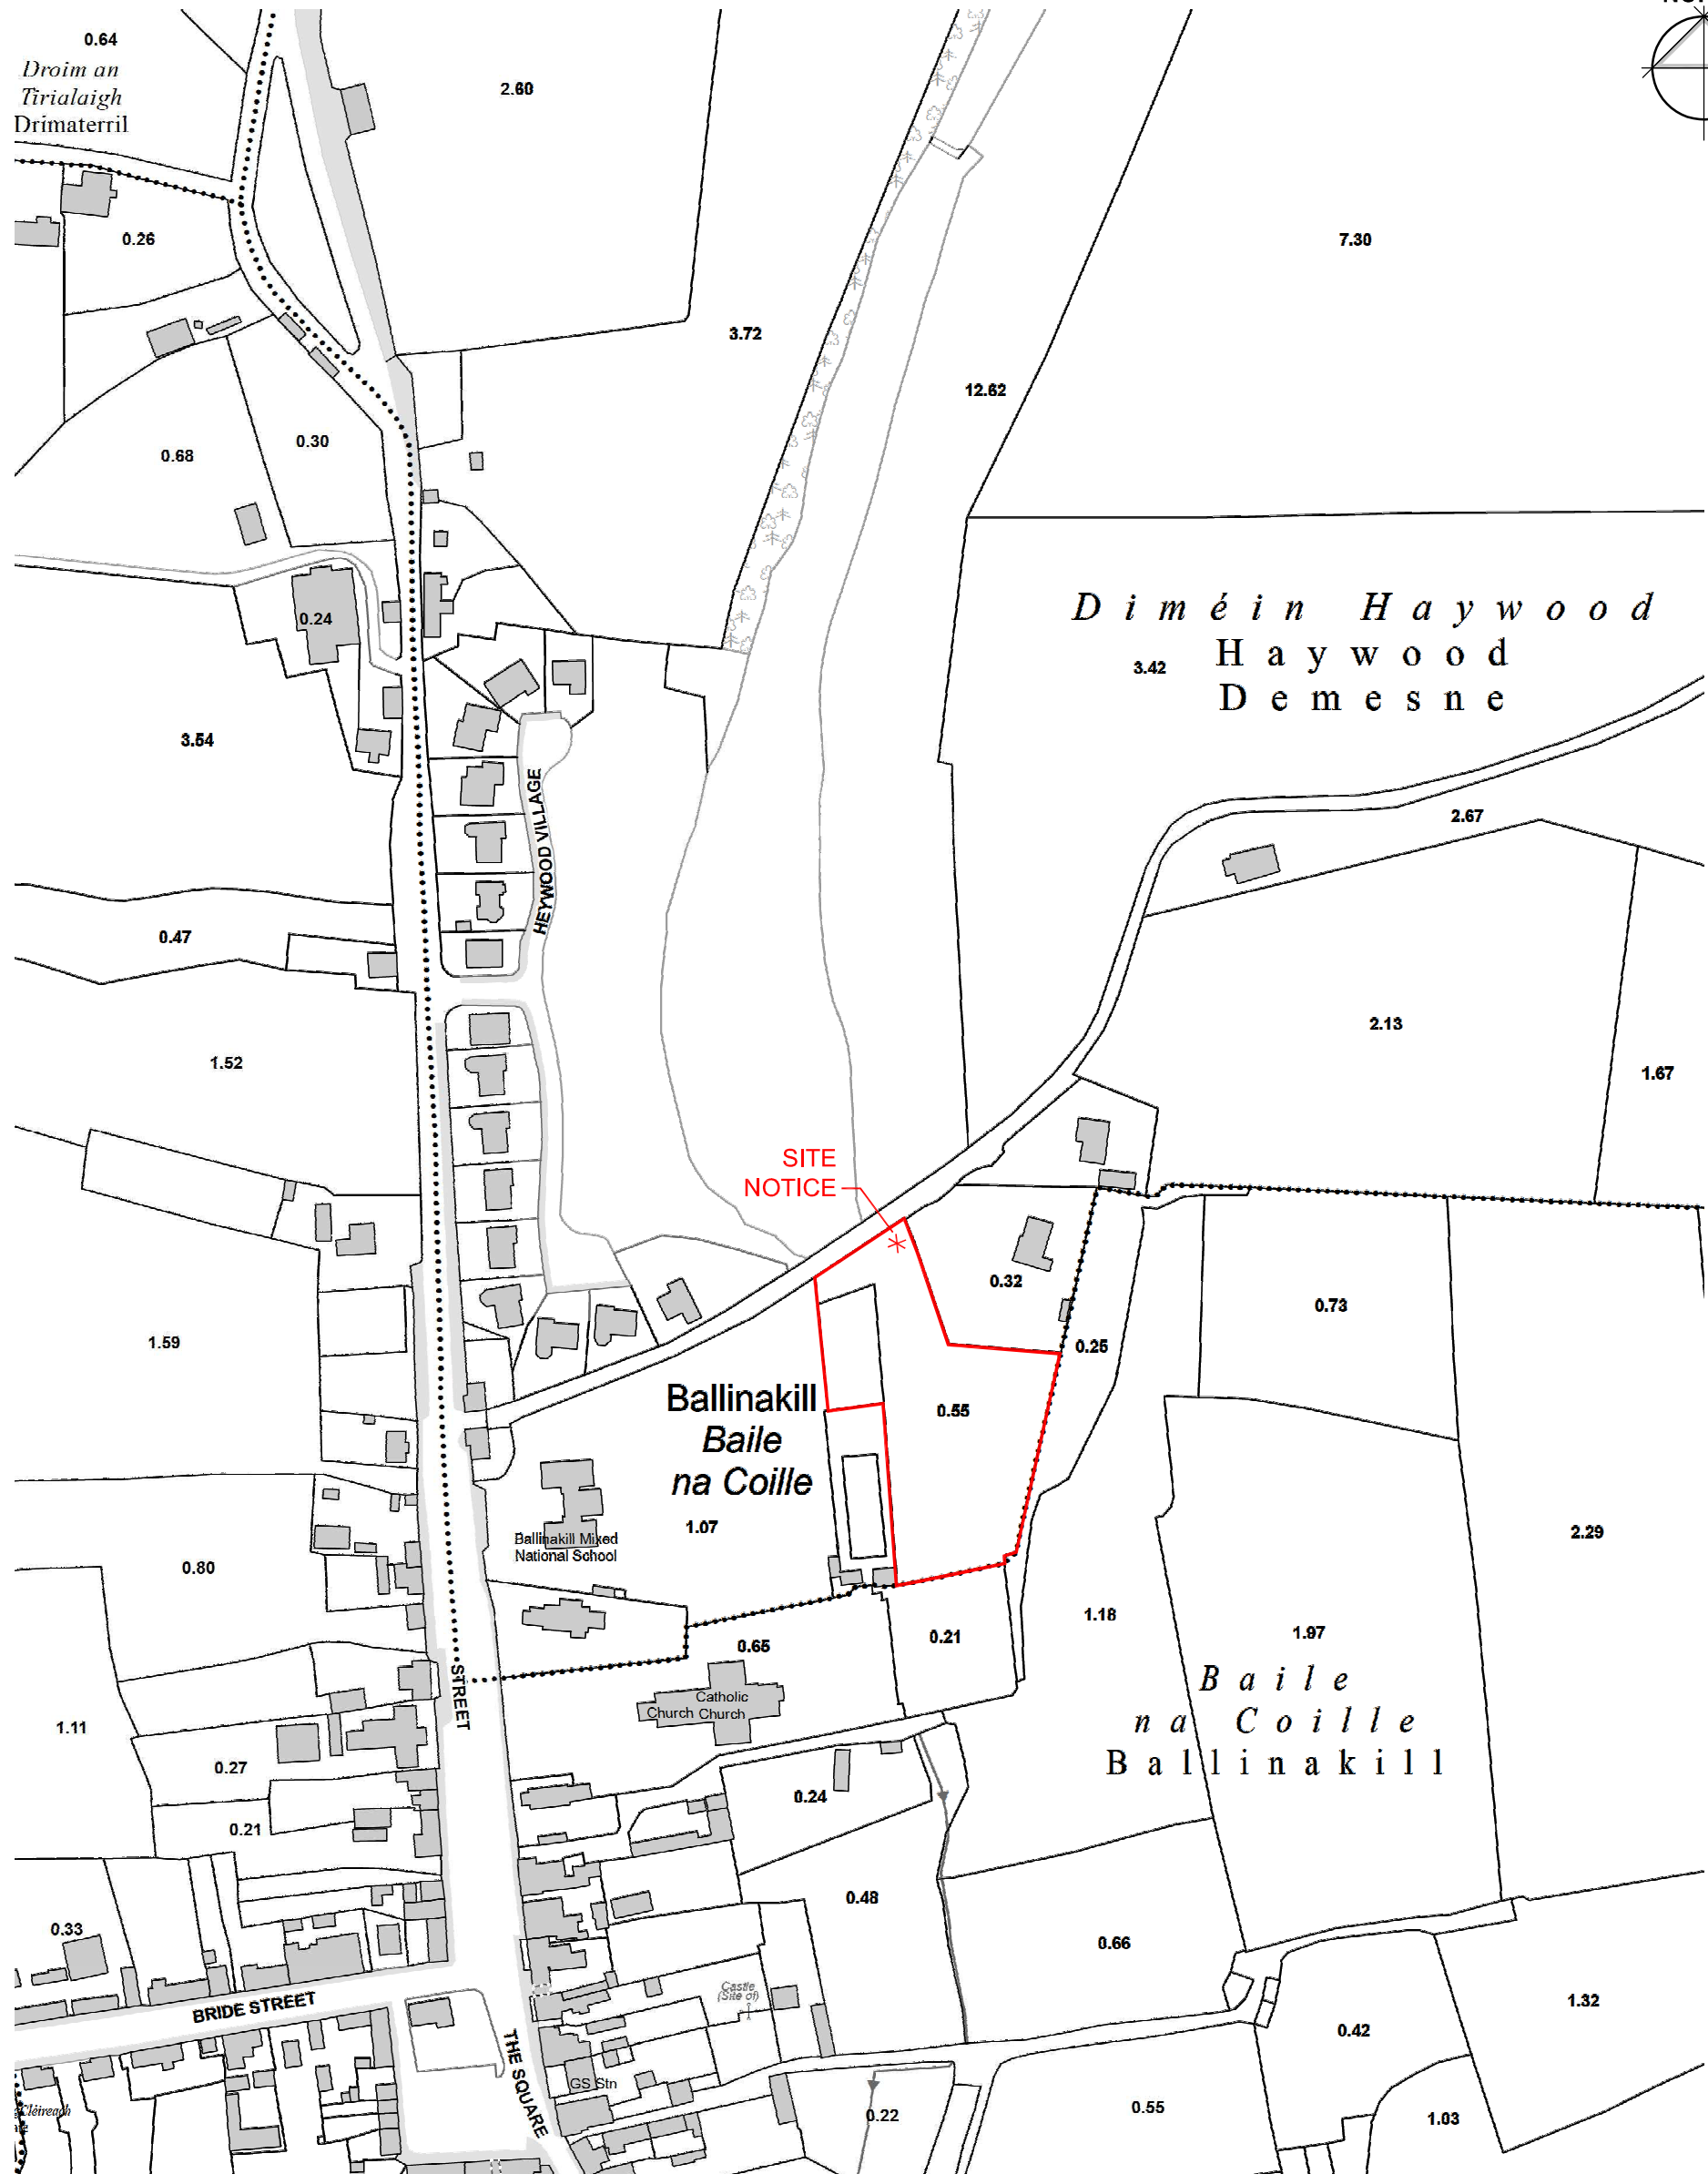 0.64
Droim an
Tirialaigh
Drimaterril
2.60
0.26
7.30
3.72
12.62
0.68
0.30
0.24
Diméin Haywood
Haywood
Demesne
3.42
3.54
HEYWOOD VILLAGE
2.67
0.47
2.13
1.52
1.67
SITE
NOTICE
0.32
0.73
1.59
0.25
Ballinakill
Baile
na Coille
0.55
1.07
Ballinakill Mixed
National School
2.29
0.80
1.18
0.65
0.21
1.97
Baile
na Coille
Ballinakill
STREET
Catholic
Church Church
1.11
0.27
0.24
0.21
0.48
0.33
0.66
Castle
(Site of)
BRIDE STREET
1.32
0.42
THE SQUARE
GS Stn
0.22
0.55
1.03
Cléireach